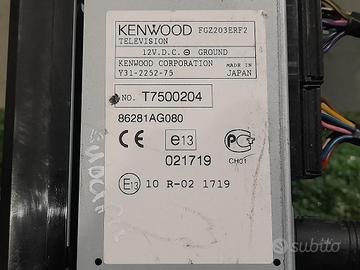 KENWOOD FGZ203ERF2
TELEVISION
12V.D.C. ⊖ GROUND
KENWOOD CORPORATION MADE IN
Y31-2252-75 JAPAN
NO. T7500204
86281AG080
CE e13 PC
021719 CH01
E13 10 R-02 1719
subito